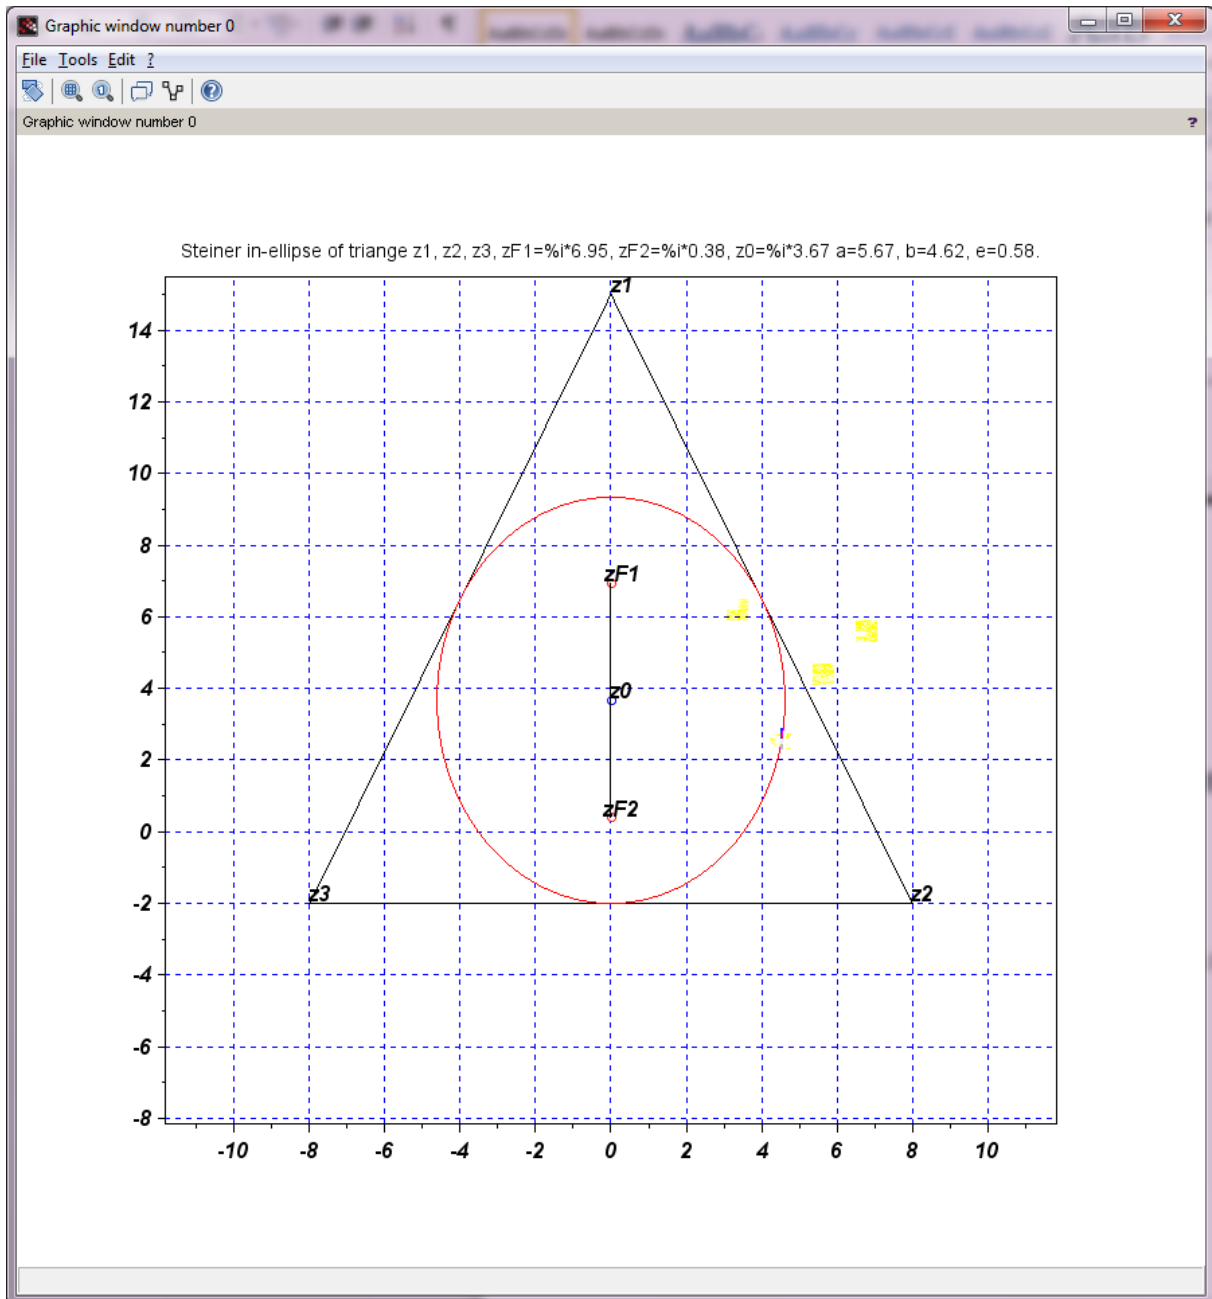 Graphic window number 0
File Tools Edit ?
Graphic window number 0 ?
Steiner in-ellipse of triange z1, z2, z3, zF1=%i*6.95, zF2=%i*0.38, z0=%i*3.67 a=5.67, b=4.62, e=0.58.
z1
14
12
10
8
zF1
6
z0
4
2
zF2
0
z3
z2
-2
-4
-6
-8
-10 -8 -6 -4 -2 0 2 4 6 8 10